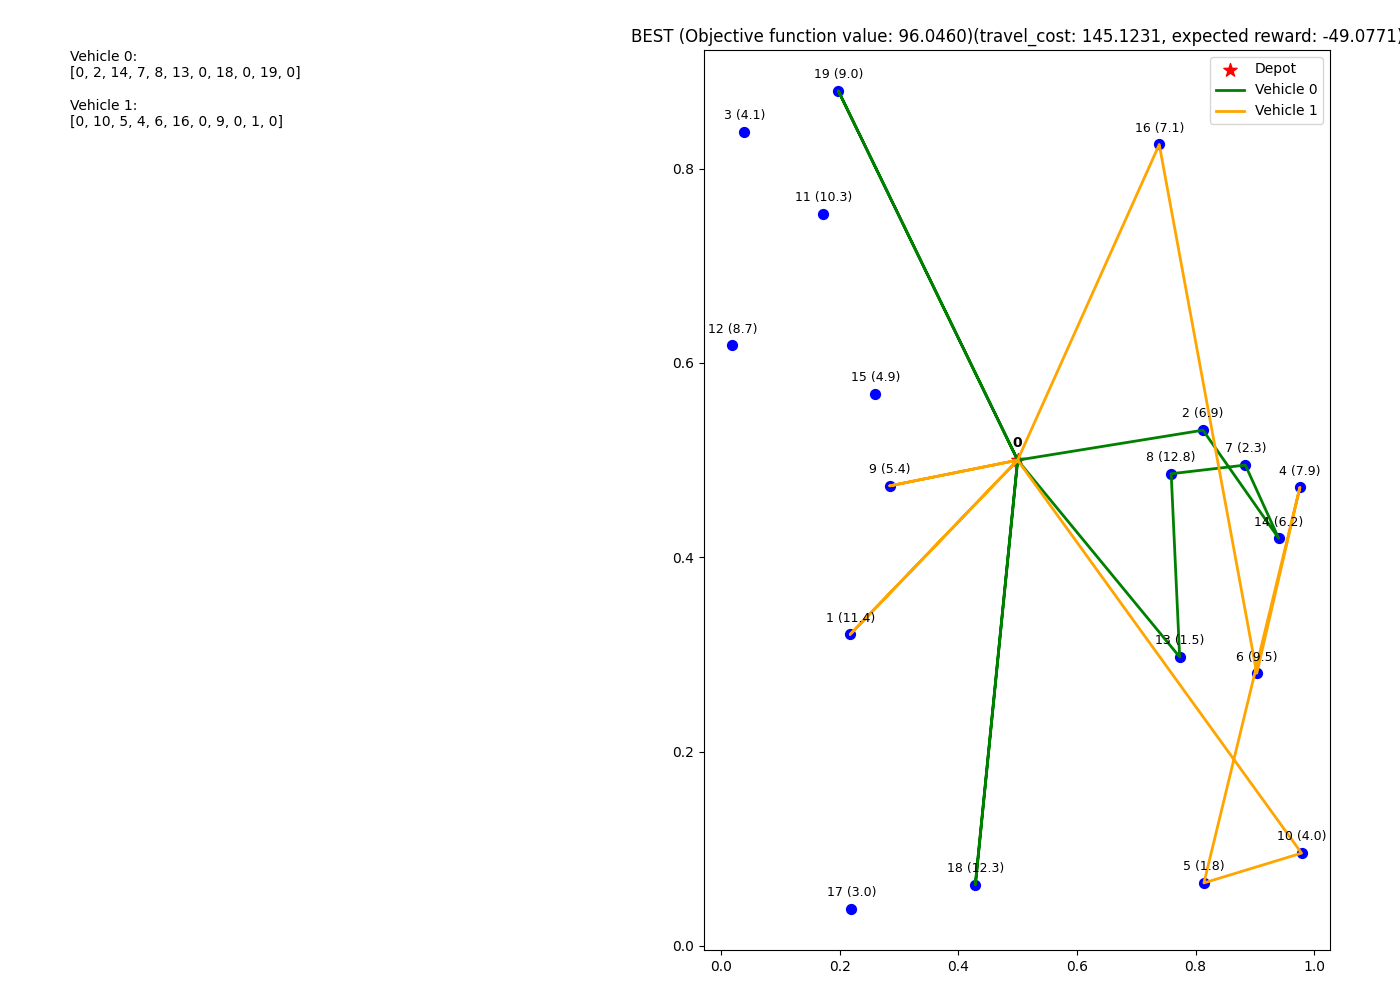 BEST (Objective function value: 96.0460)(travel_cost: 145.1231, expected reward: -49.0771)
Vehicle 0:
[0, 2, 14, 7, 8, 13, 0, 18, 0, 19, 0]
Vehicle 1:
[0, 10, 5, 4, 6, 16, 0, 9, 0, 1, 0]
Depot
Vehicle 0
Vehicle 1
19 (9.0)
3 (4.1)
16 (7.1)
11 (10.3)
12 (8.7)
15 (4.9)
2 (6.9)
0
7 (2.3)
8 (12.8)
9 (5.4)
4 (7.9)
14 (6.2)
1 (11.4)
13 (1.5)
6 (9.5)
10 (4.0)
18 (12.3)
5 (1.8)
17 (3.0)
0.8
0.6
0.4
0.2
0.0
0.0 0.2 0.4 0.6 0.8 1.0